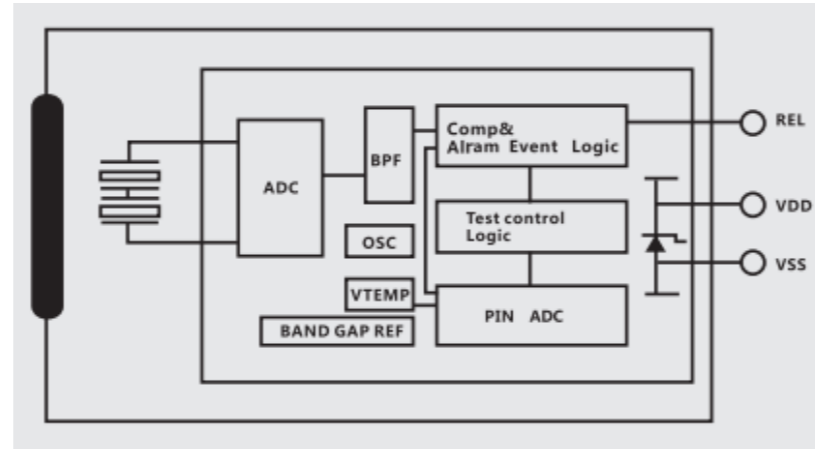 REL
Comp&
Alram Event Logic
BPF
ADC
VDD
Test control
Logic
OSC
VSS
VTEMP
PIN ADC
BAND GAP REF